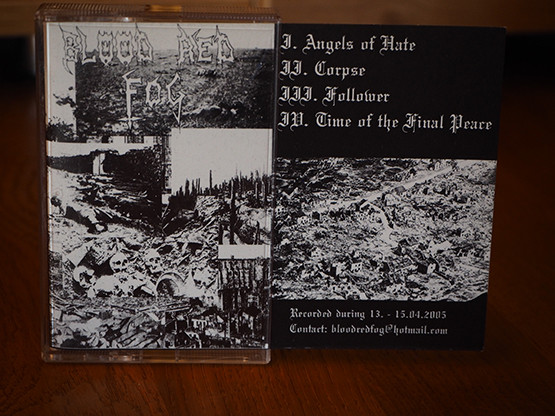 BLOOD RED
FOG
I. Angels of Hate
II. Corpse
III. Follower
IV. Time of the Final Peace
Recorded during 13. - 15.04.2005
Contact: bloodredfog@hotmail.com